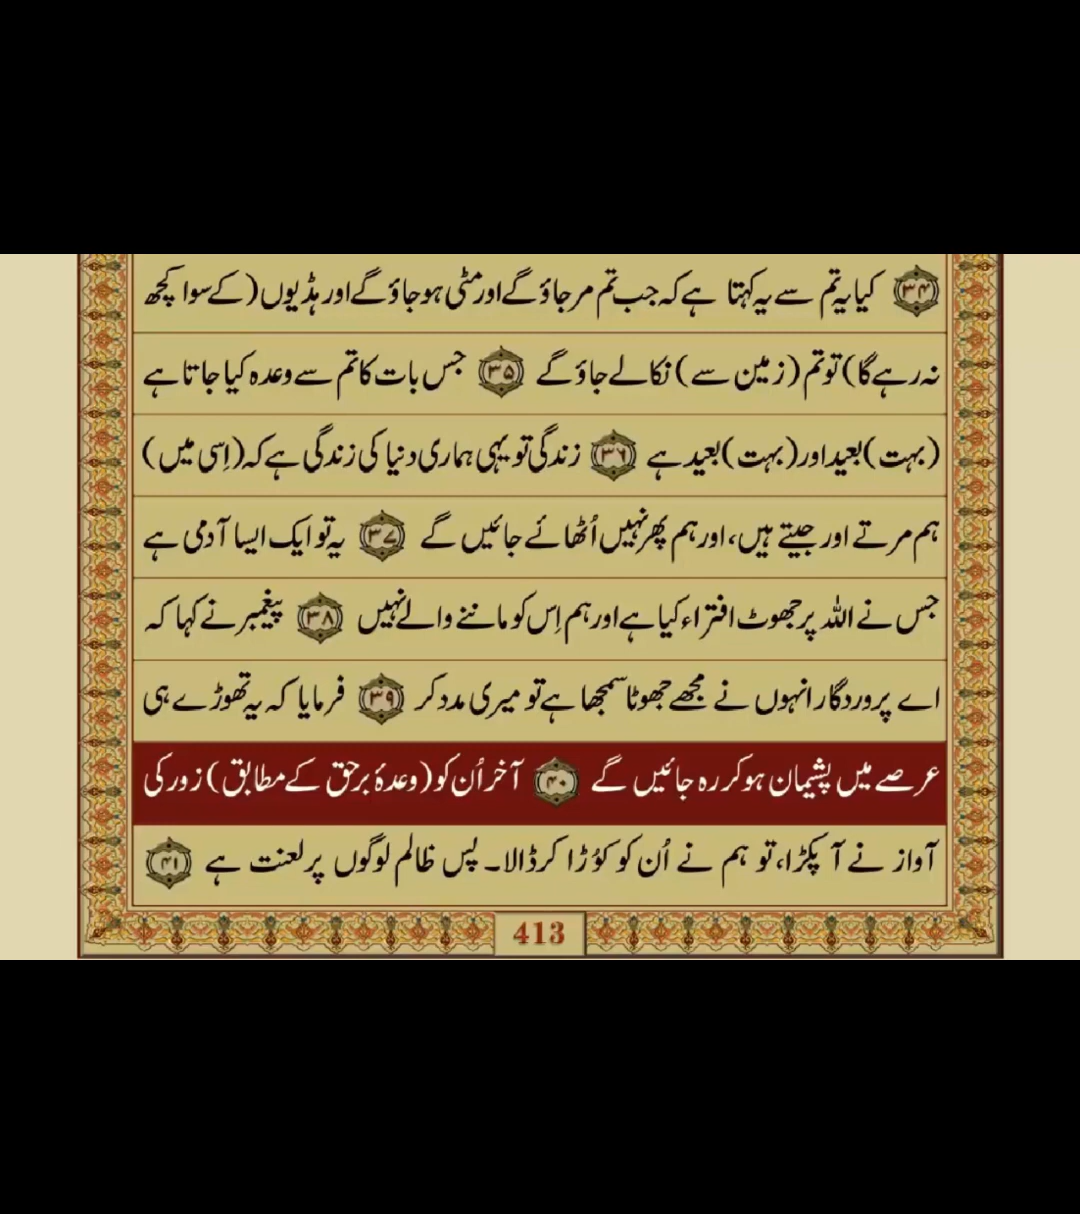 ۳۴ کیا یہ تم سے یہ کہتا ہے کہ جب تم مر جاؤ گے اور مٹی ہو جاؤ گے اور ہڈیوں (کے سوا کچھ
نہ رہے گا) تو تم (زمین سے) نکالے جاؤ گے ۳۵ جس بات کا تم سے وعدہ کیا جاتا ہے
(بہت) بعید اور (بہت) بعید ہے ۳۶ زندگی تو یہی ہماری دنیا کی زندگی ہے کہ (اِسی میں)
ہم مرتے اور جیتے ہیں، اور ہم پھر نہیں اُٹھائے جائیں گے ۳۷ یہ تو ایک ایسا آدمی ہے
جس نے اللہ پر جھوٹ افتراء کیا ہے اور ہم اِس کو ماننے والے نہیں ۳۸ پیغمبر نے کہا کہ
اے پروردگار انہوں نے مجھے جھوٹا سمجھا ہے تو میری مدد کر ۳۹ فرمایا کہ یہ تھوڑے ہی
عرصے میں پشیمان ہو کر رہ جائیں گے ۴۰ آخر اُن کو (وعدۂ برحق کے مطابق) زور کی
آواز نے آ پکڑا، تو ہم نے اُن کو کوُڑا کر ڈالا۔ پس ظالم لوگوں پر لعنت ہے ۴۱
413